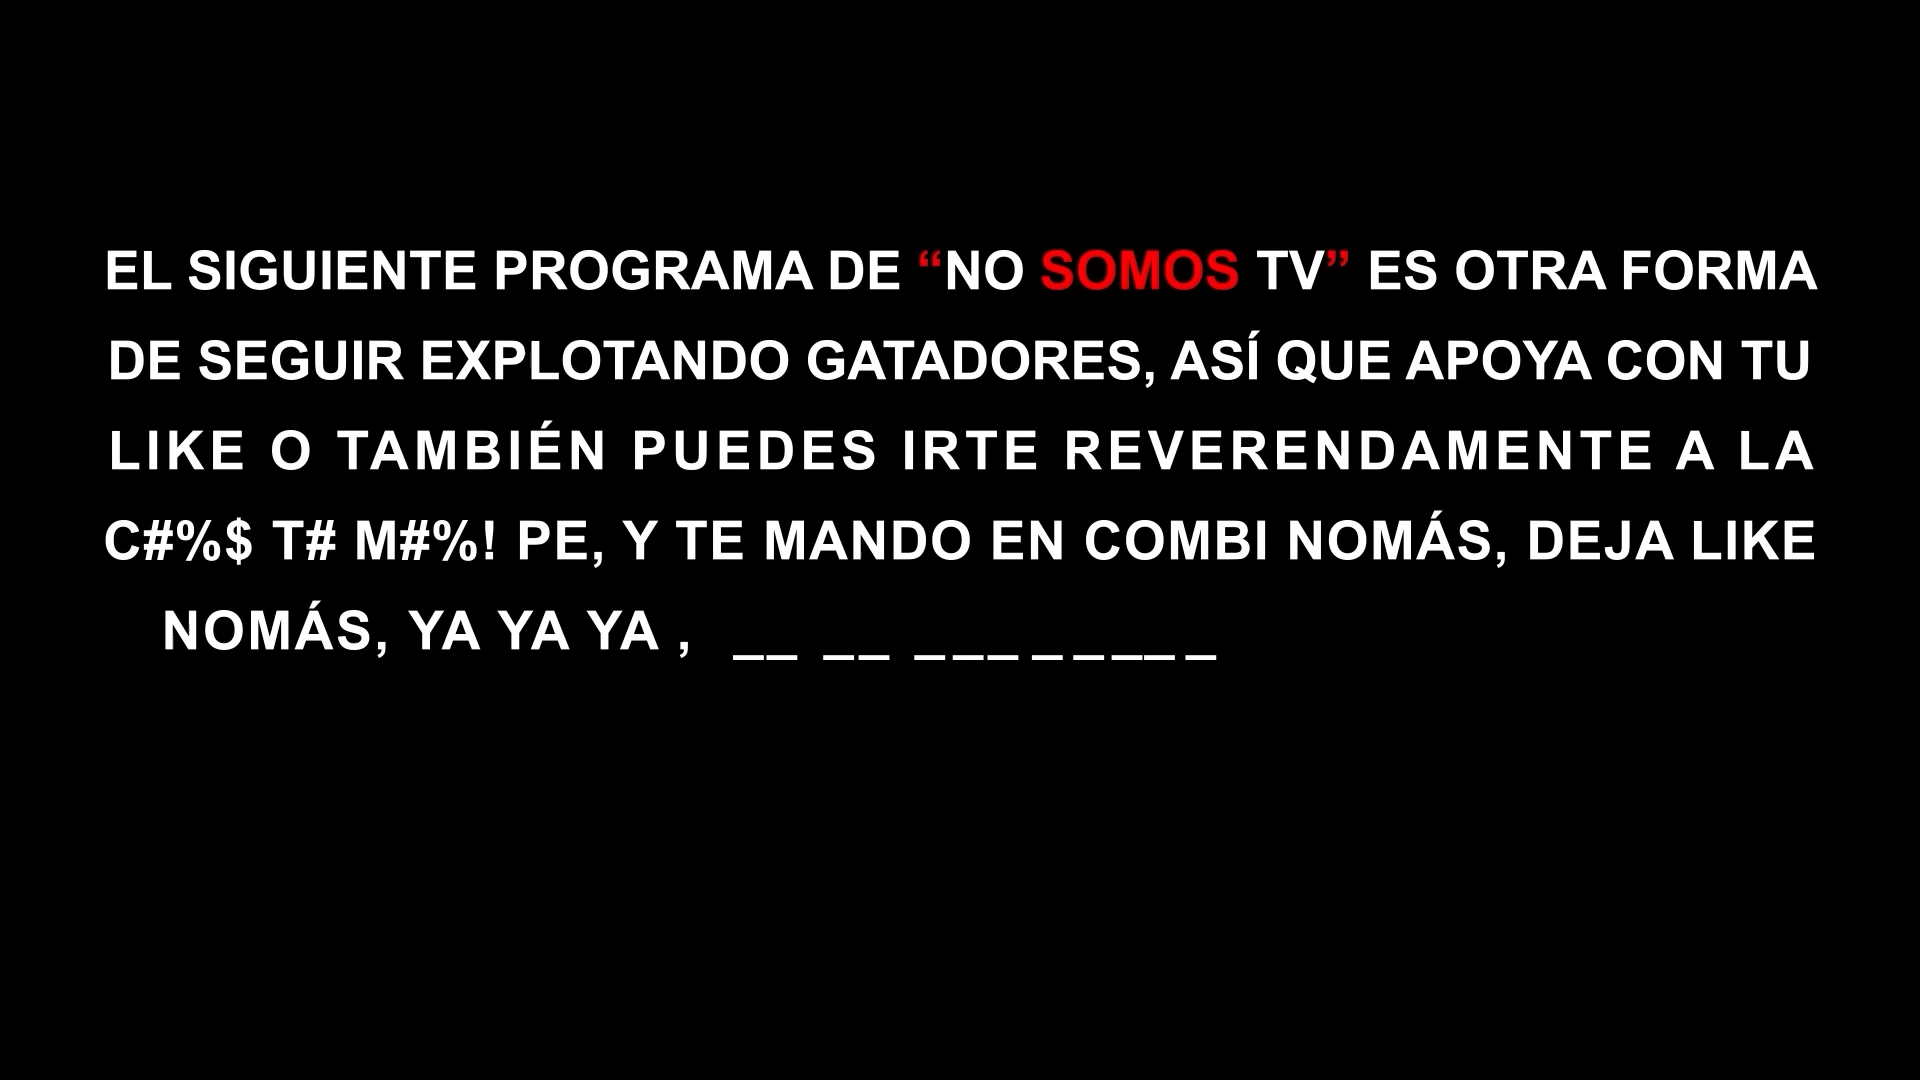 EL SIGUIENTE PROGRAMA DE “NO SOMOS TV” ES OTRA FORMA
DE SEGUIR EXPLOTANDO GATADORES, ASÍ QUE APOYA CON TU
LIKE O TAMBIÉN PUEDES IRTE REVERENDAMENTE A LA
C#%$ T# M#%! PE, Y TE MANDO EN COMBI NOMÁS, DEJA LIKE
NOMÁS, YA YA YA , __ __ ___ _ _ __ _